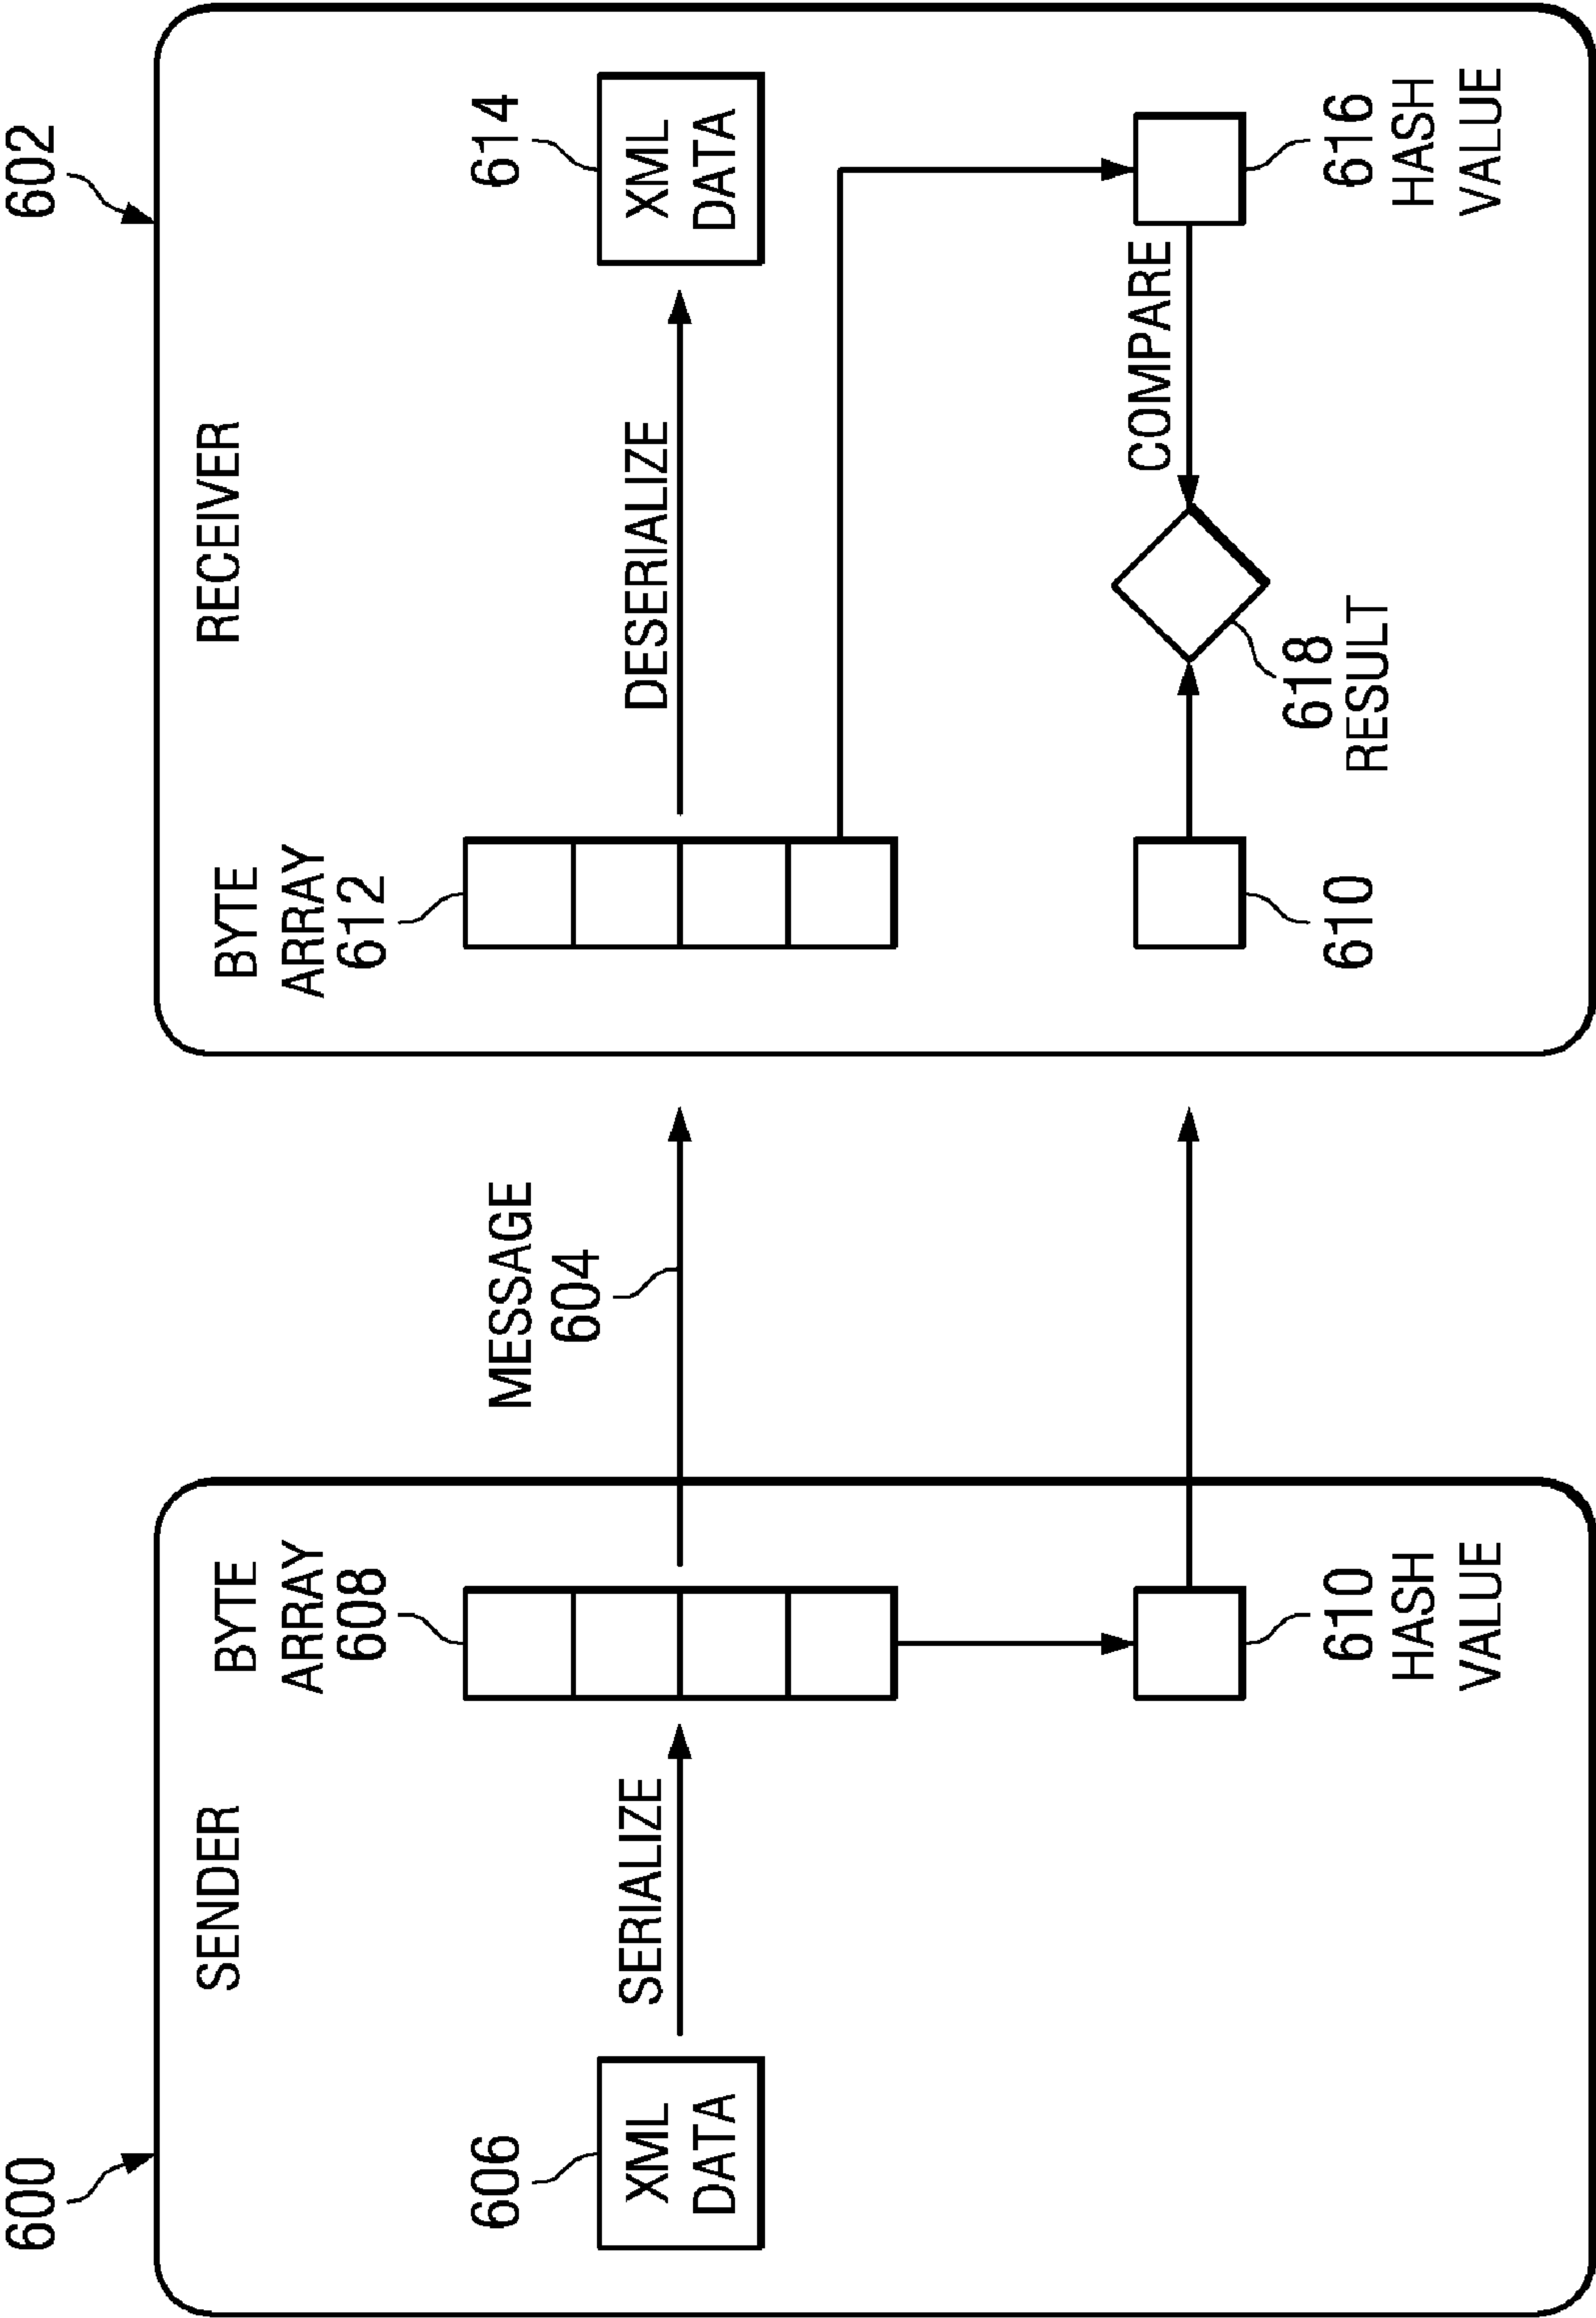 600
602
SENDER
RECEIVER
BYTE
ARRAY
608
BYTE
ARRAY
612
606
XML
DATA
SERIALIZE
MESSAGE
604
DESERIALIZE
614
XML
DATA
COMPARE
610
HASH
VALUE
610
618
RESULT
616
HASH
VALUE